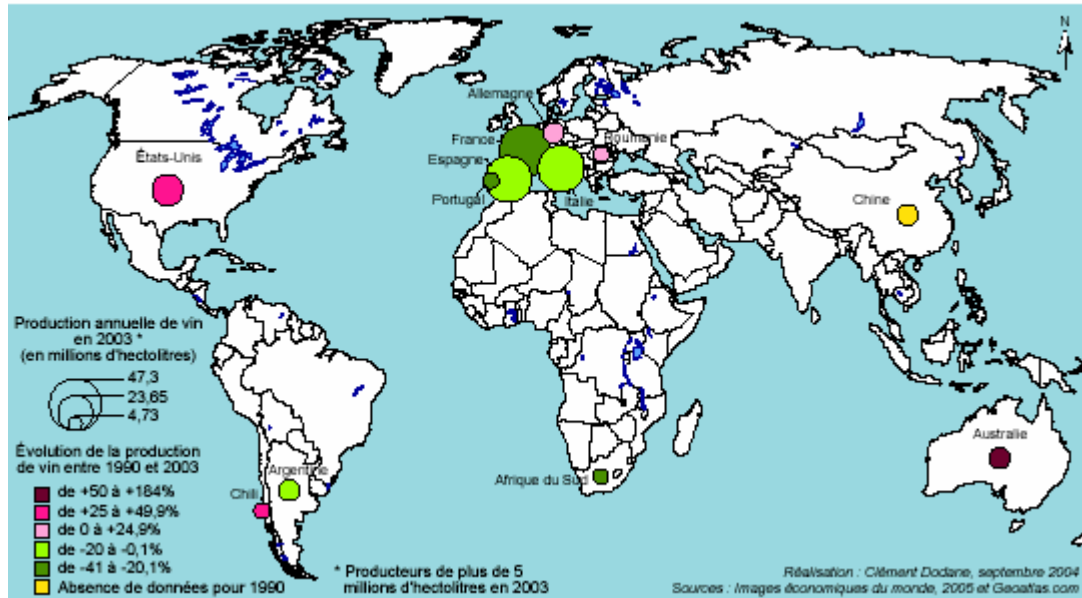 N
Allemagne
France
Roumanie
Espagne
États-Unis
Portugal
Italie
Chine
Production annuelle de vin
en 2003 *
(en millions d'hectolitres)
47,3
23,65
4,73
Évolution de la production
de vin entre 1990 et 2003
de +50 à +184%
de +25 à +49,9%
de 0 à +24,9%
de -20 à -0,1%
de -41 à -20,1%
Absence de données pour 1990
Argentine
Chili
Afrique du Sud
Australie
* Producteurs de plus de 5
millions d'hectolitres en 2003
Réalisation : Clément Dodane, septembre 2004
Sources : Images économiques du monde, 2005 et Geoatlas.com